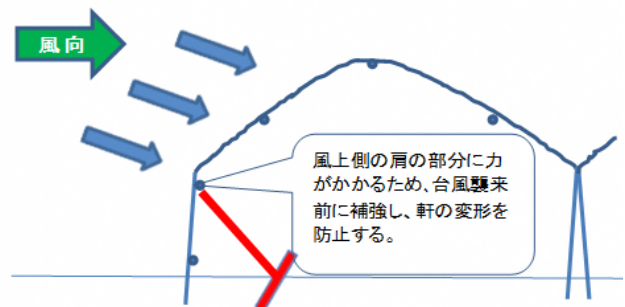 風向
風上側の肩の部分に力
がかかるため、台風襲来
前に補強し、軒の変形を
防止する。